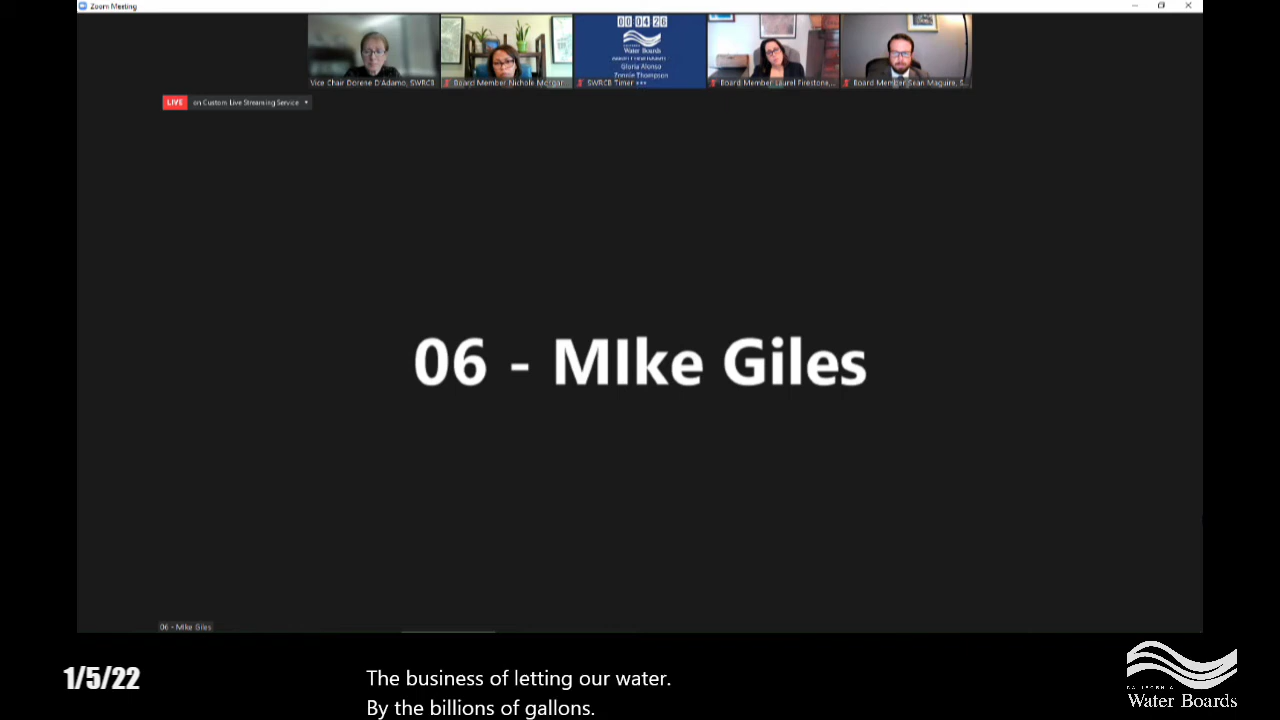 Zoom Meeting
00:04:26
Water Boards
Gloria Alonso
Vice Chair Dorene D'Adamo, SWRCB
Board Member Nichole Morgan...
SWRCB Timer
Board Member Laurel Firestone,...
Board Member Sean Maguire, S...
LIVE on Custom Live Streaming Service
06 - MIke Giles
06 - MIke Giles
1/5/22
The business of letting our water.
By the billions of gallons.
CALIFORNIA
Water Boards